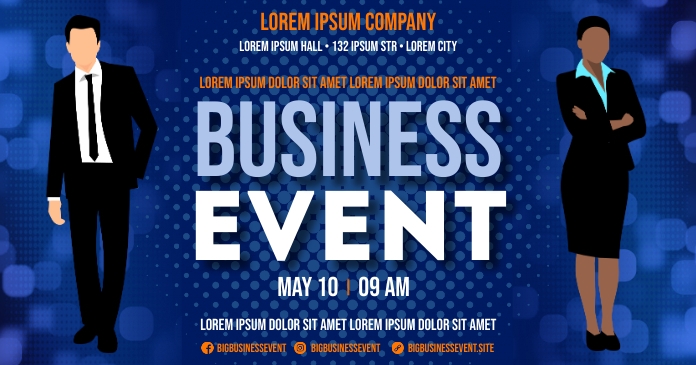 LOREM IPSUM COMPANY
LOREM IPSUM HALL • 132 IPSUM STR • LOREM CITY
LOREM IPSUM DOLOR SIT AMET LOREM IPSUM DOLOR SIT AMET
BUSINESS
EVENT
MAY 10 | 09 AM
LOREM IPSUM DOLOR SIT AMET LOREM IPSUM DOLOR SIT AMET
BIGBUSINESSEVENT BIGBUSINESSEVENT BIGBUSINESSEVENT.SITE